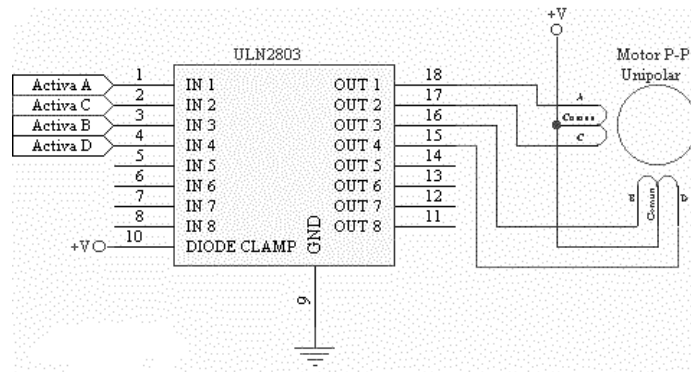 +V
ULN2803
Motor P-P
Unipolar
Activa A
Activa C
Activa B
Activa D
1
2
3
4
5
6
7
8
10
+V
IN 1
IN 2
IN 3
IN 4
IN 5
IN 6
IN 7
IN 8
DIODE CLAMP
GND
9
OUT 1
OUT 2
OUT 3
OUT 4
OUT 5
OUT 6
OUT 7
OUT 8
18
17
16
15
14
13
12
11
A
Comun
C
B
Comun
D